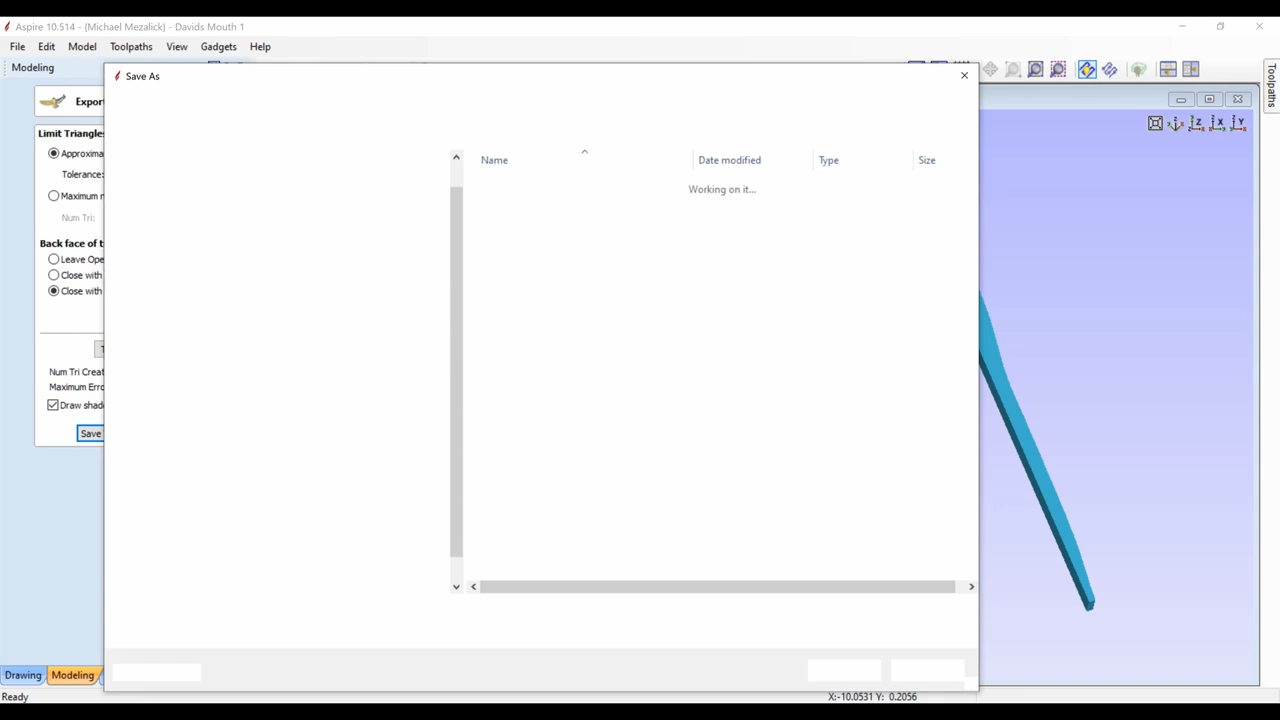 Aspire 10.514 - (Michael Mezalick) - Davids Mouth 1
File Edit Model Toolpaths View Gadgets Help
Modeling
Save As
Toolpaths
Export
Limit Triangles
Approxima
Tolerance:
Maximum n
Num Tri:
Back face of t
Leave Ope
Close with
Close with
Num Tri Creat
Maximum Erro
Draw shade
Save
Name Date modified Type Size
Working on it...
Z X Y
Drawing Modeling
Ready
X:-10.0531 Y: 0.2056